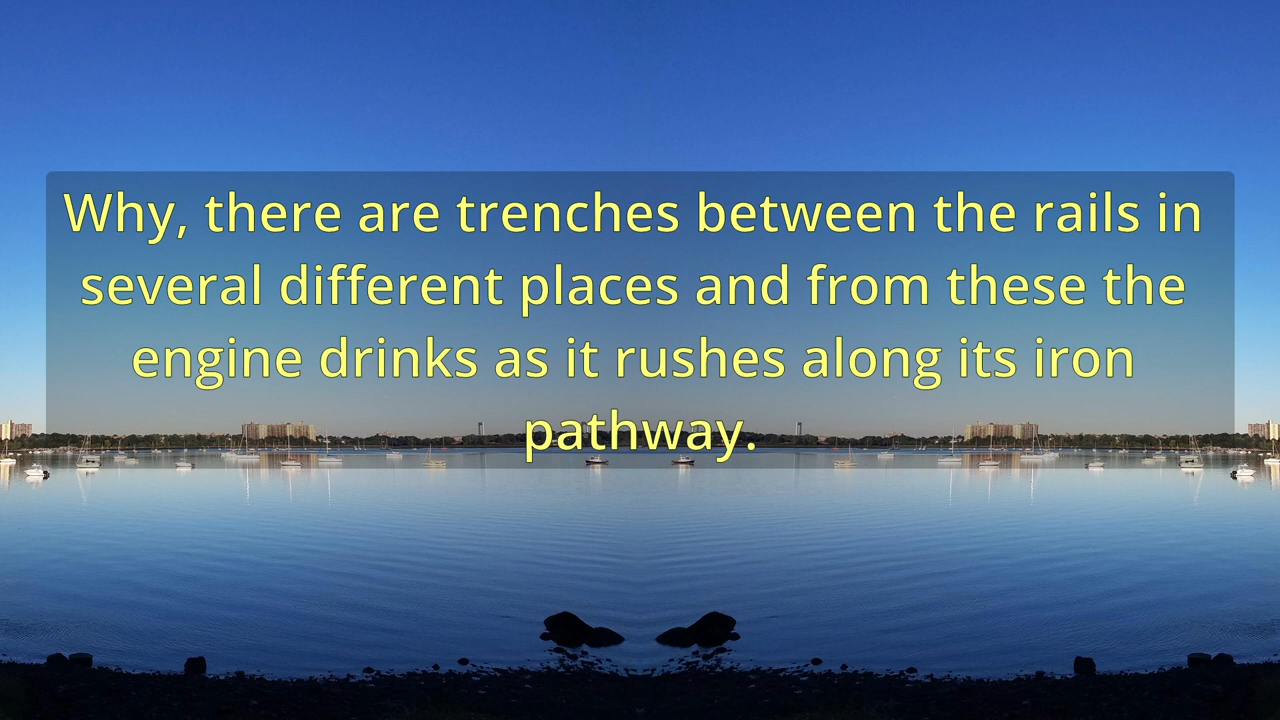 Why, there are trenches between the rails in
several different places and from these the
engine drinks as it rushes along its iron
pathway.